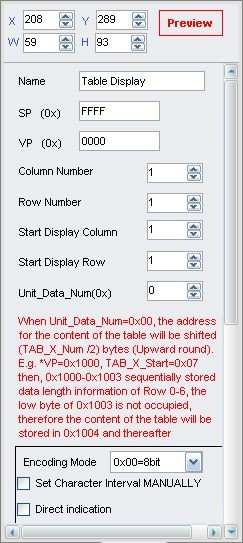 X 208 Y 289 Preview
W 59 H 93
Name Table Display
SP (0x) FFFF
VP (0x) 0000
Column Number 1
Row Number 1
Start Display Column 1
Start Display Row 1
Unit_Data_Num(0x) 0
When Unit_Data_Num=0x00, the address
for the content of the table will be shifted
(TAB_X_Num /2) bytes (Upward round).
E.g. *VP=0x1000, TAB_X_Start=0x07
then, 0x1000-0x1003 sequentially stored
data length information of Row 0-6, the
low byte of 0x1003 is not occupied,
therefore the content of the table will be
stored in 0x1004 and thereafter
Encoding Mode 0x00=8bit
Set Character Interval MANUALLY
Direct indication